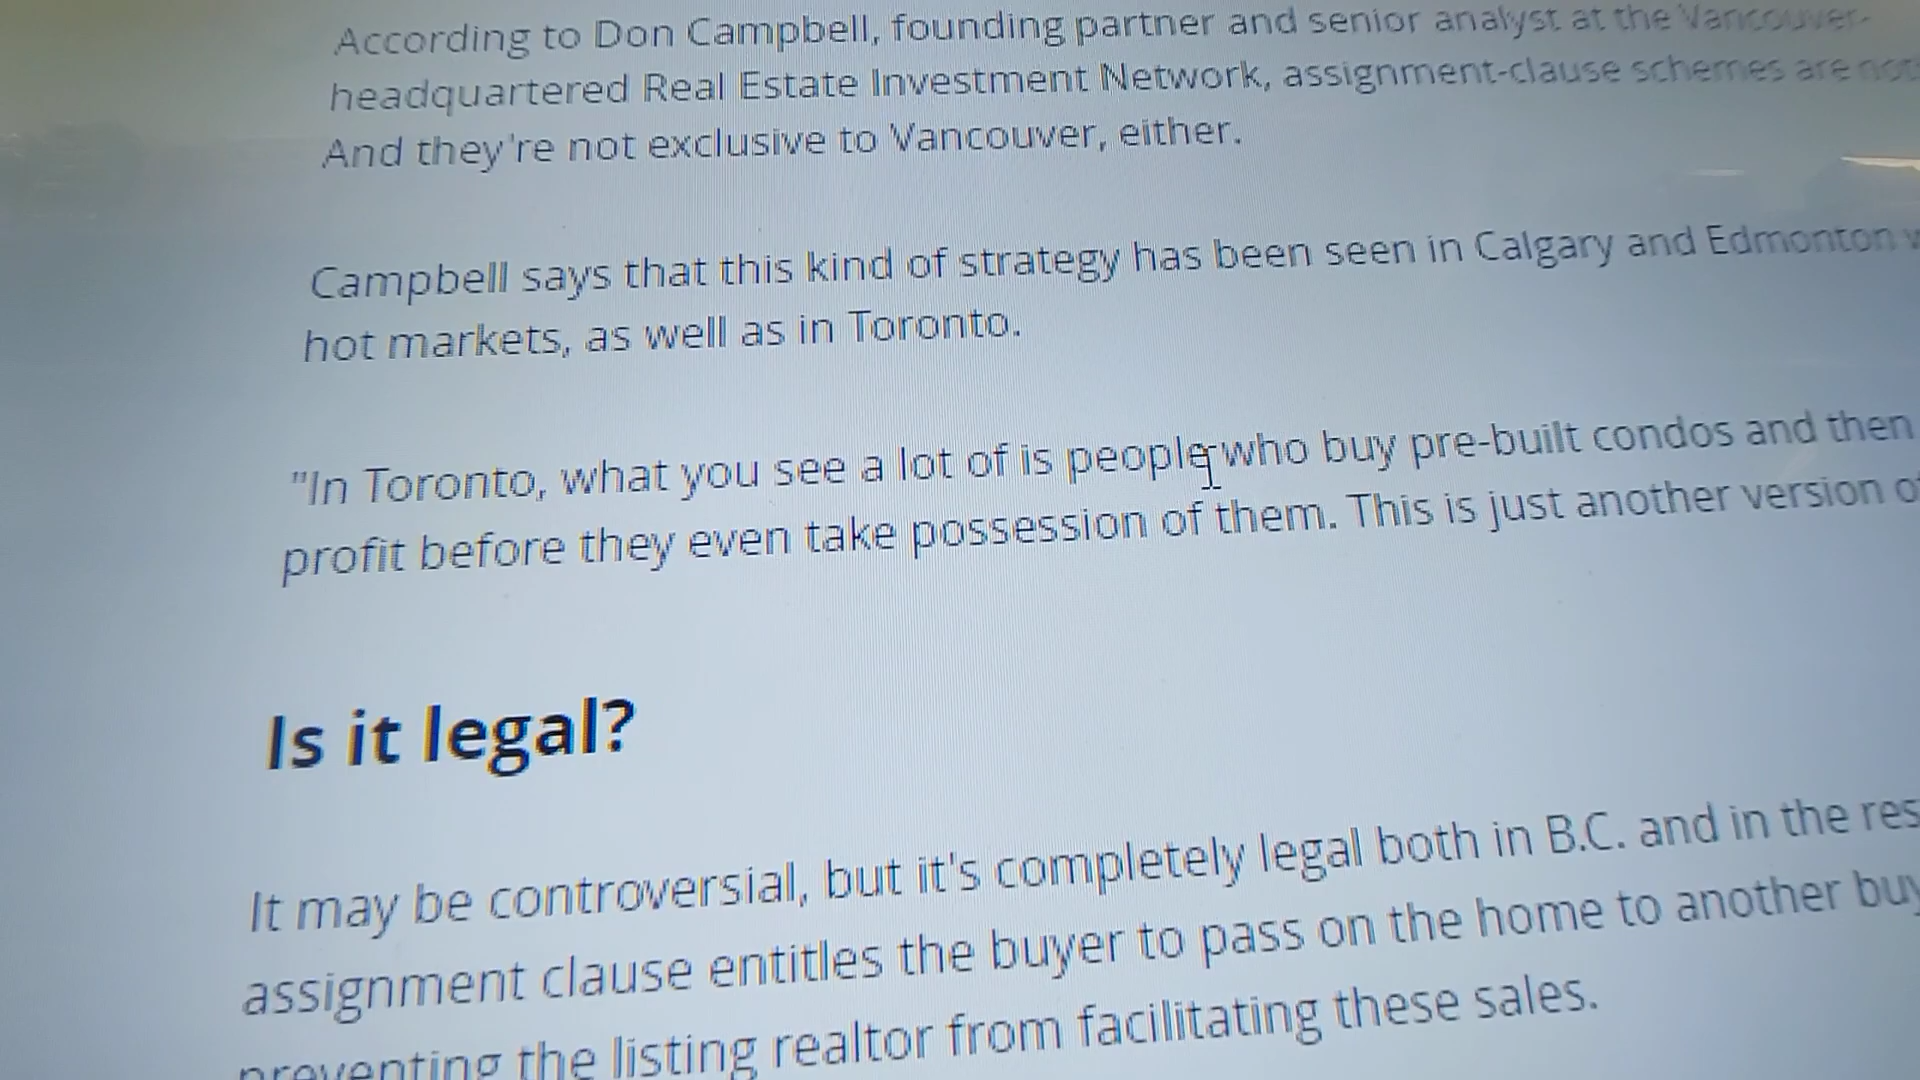 According to Don Campbell, founding partner and senior analyst at the Vancouver-
headquartered Real Estate Investment Network, assignment-clause schemes are not
And they're not exclusive to Vancouver, either.
Campbell says that this kind of strategy has been seen in Calgary and Edmonton
hot markets, as well as in Toronto.
"In Toronto, what you see a lot of is people who buy pre-built condos and then
profit before they even take possession of them. This is just another version
Is it legal?
It may be controversial, but it's completely legal both in B.C. and in the
assignment clause entitles the buyer to pass on the home to another
preventing the listing realtor from facilitating these sales.